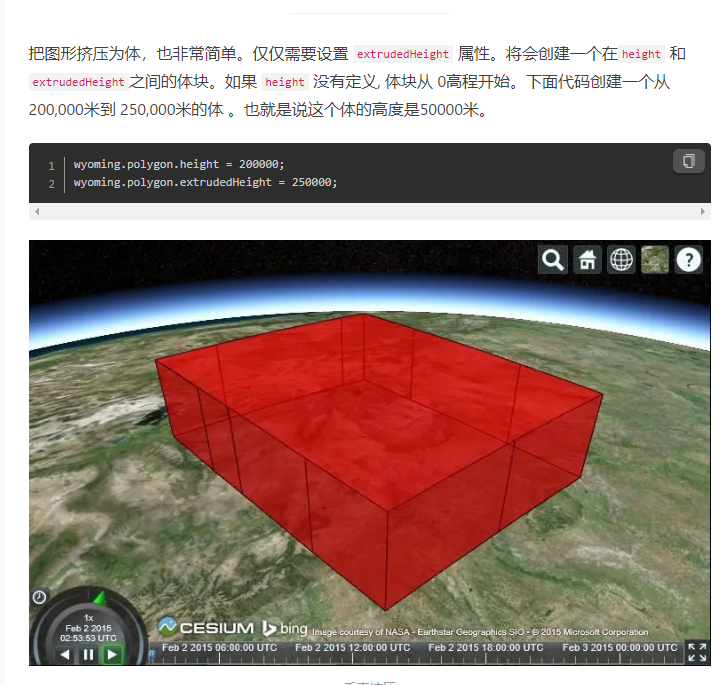 把图形挤压为体，也非常简单。仅仅需要设置 extrudedHeight 属性。将会创建一个在 height 和
extrudedHeight 之间的体块。如果 height 没有定义, 体块从 0高程开始。下面代码创建一个从
200,000米到 250,000米的体 。也就是说这个体的高度是50000米。
1 wyoming.polygon.height = 200000;
2 wyoming.polygon.extrudedHeight = 250000;
?
1x
Feb 2 2015
02:53:53 UTC
CESIUM bing Image courtesy of NASA - Earthstar Geographics SIO - © 2015 Microsoft Corporation
Feb 2 2015 06:00:00 UTC Feb 2 2015 12:00:00 UTC Feb 2 2015 18:00:00 UTC Feb 3 2015 00:00:00 UTC